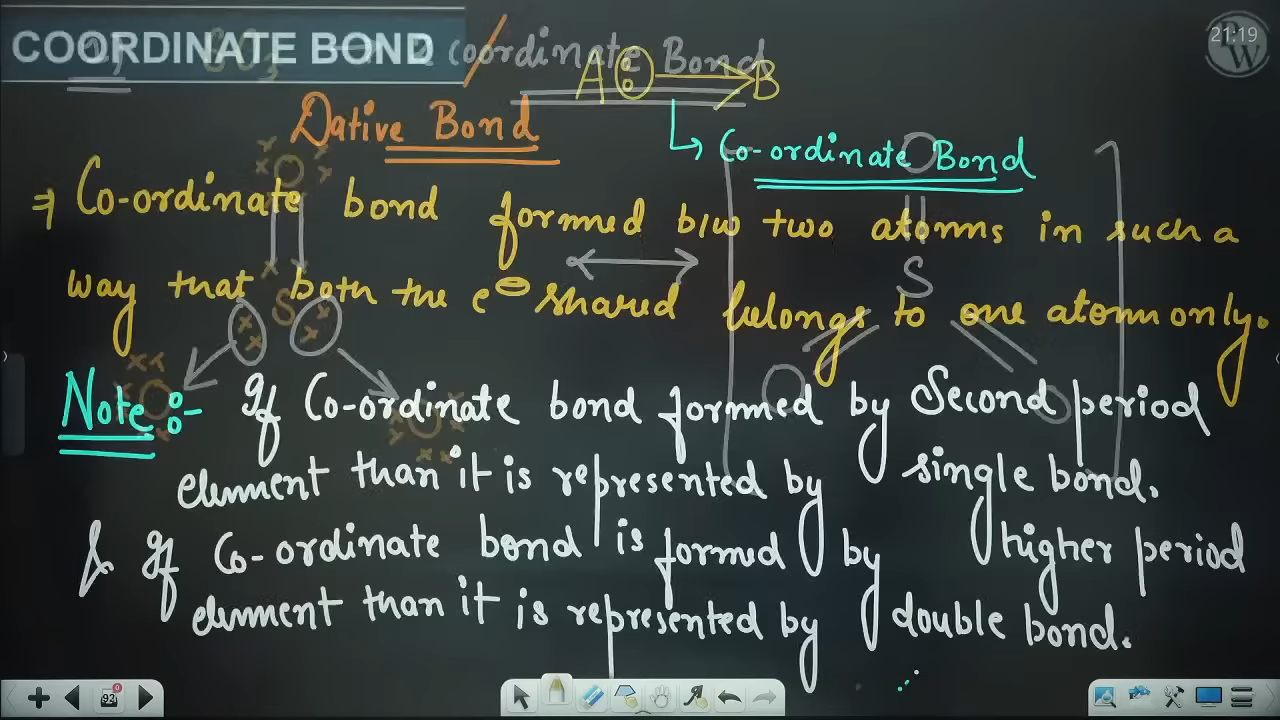 COORDINATE BOND
SO3
coordinate Bond
A B
Dative Bond
Co-ordinate Bond
⇒ Co-ordinate bond formed b/w two atoms in such a
way that both the e⊖ shared belongs to one atom only.
Note:- If Co-ordinate bond formed by Second period
element than it is represented by single bond.
& If Co-ordinate bond is formed by higher period
element than it is represented by double bond.
O
S
O O
O
S
O O
21:19
92